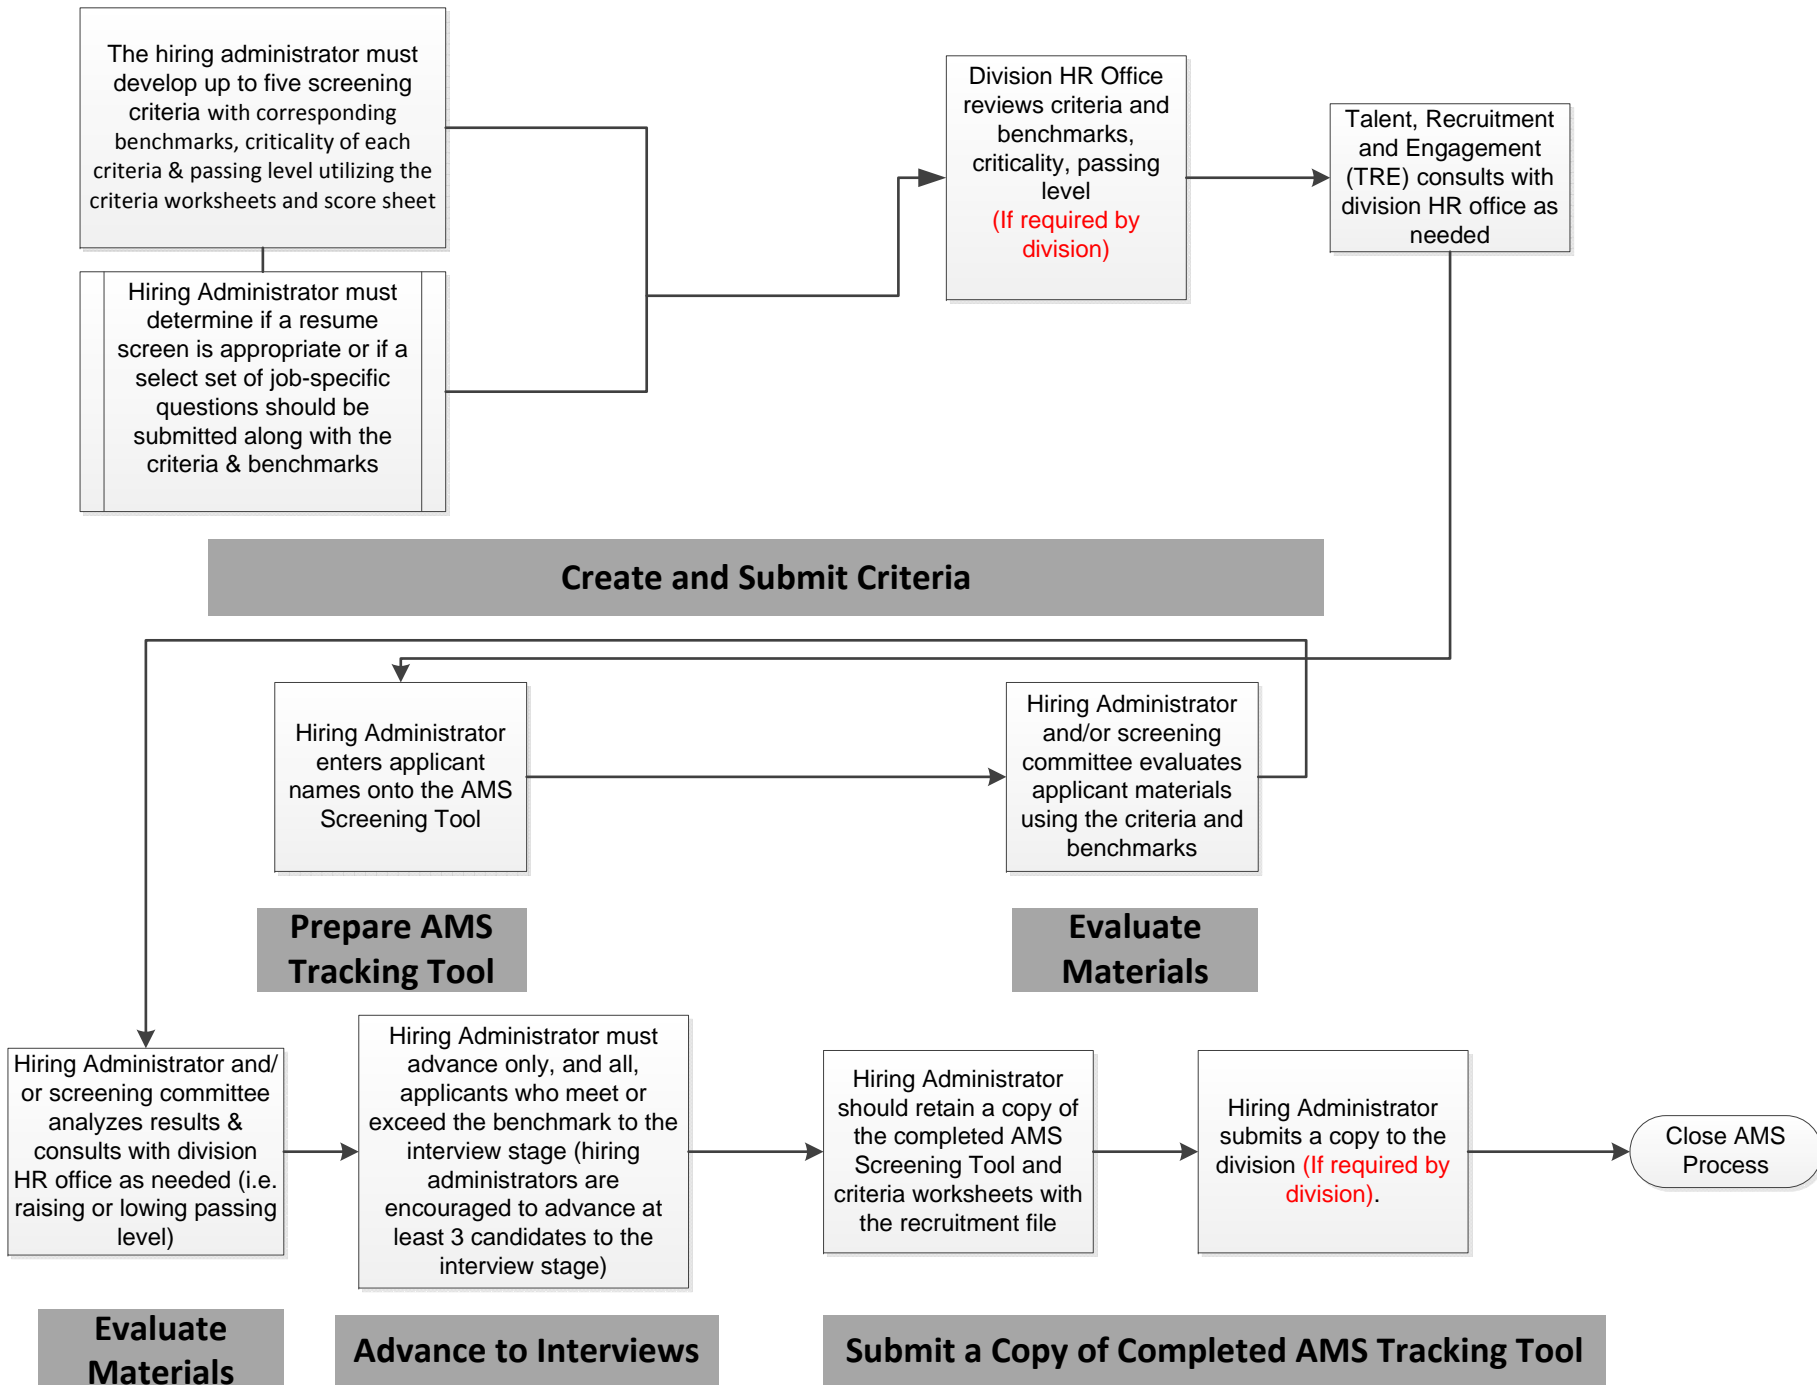 The hiring administrator must
develop up to five screening
criteria with corresponding
benchmarks, criticality of each
criteria & passing level utilizing the
criteria worksheets and score sheet
Hiring Administrator must
determine if a resume
screen is appropriate or if a
select set of job-specific
questions should be
submitted along with the
criteria & benchmarks
Division HR Office
reviews criteria and
benchmarks,
criticality, passing
level
(If required by
division)
Talent, Recruitment
and Engagement
(TRE) consults with
division HR office as
needed
Create and Submit Criteria
Hiring Administrator
enters applicant
names onto the AMS
Screening Tool
Hiring Administrator
and/or screening
committee evaluates
applicant materials
using the criteria and
benchmarks
Prepare AMS
Tracking Tool
Evaluate
Materials
Hiring Administrator and/
or screening committee
analyzes results &
consults with division
HR office as needed (i.e.
raising or lowing passing
level)
Hiring Administrator must
advance only, and all,
applicants who meet or
exceed the benchmark to the
interview stage (hiring
administrators are
encouraged to advance at
least 3 candidates to the
interview stage)
Hiring Administrator
should retain a copy of
the completed AMS
Screening Tool and
criteria worksheets with
the recruitment file
Hiring Administrator
submits a copy to the
division (If required by
division).
Close AMS
Process
Evaluate
Materials
Advance to Interviews
Submit a Copy of Completed AMS Tracking Tool